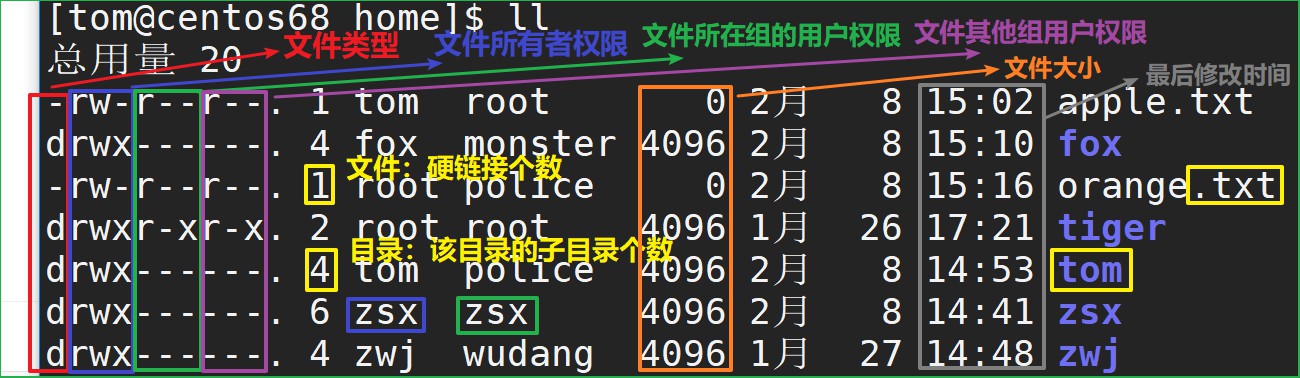 [tom@centos68 home]$ ll
文件类型 文件所有者权限 文件所在组的用户权限 文件其他组用户权限
总用量 20
文件大小 最后修改时间
-rw-r--r--. 1 tom root 0 2月 8 15:02 apple.txt
drwx------. 4 fox monster 4096 2月 8 15:10 fox
文件：硬链接个数
-rw-r--r--. 1 root police 0 2月 8 15:16 orange.txt
drwxr-xr-x. 2 root root 4096 1月 26 17:21 tiger
目录：该目录的子目录个数
drwx------. 4 tom police 4096 2月 8 14:53 tom
drwx------. 6 zsx zsx 4096 2月 8 14:41 zsx
drwx------. 4 zwj wudang 4096 1月 27 14:48 zwj